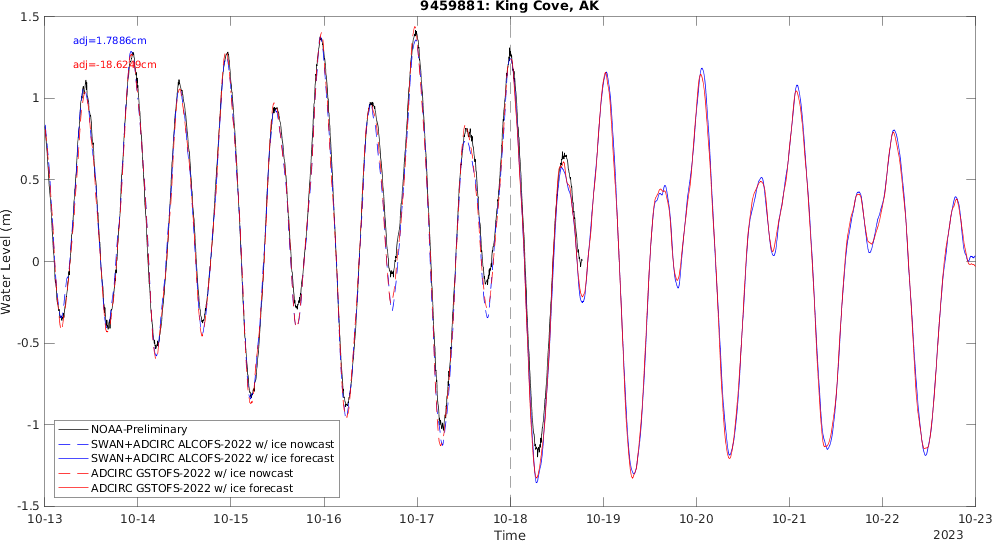 9459881: King Cove, AK
adj=1.7886cm
adj=-18.6249cm
Water Level (m)
1.5
1
0.5
0
-0.5
-1
-1.5
NOAA-Preliminary
SWAN+ADCIRC ALCOFS-2022 w/ ice nowcast
SWAN+ADCIRC ALCOFS-2022 w/ ice forecast
ADCIRC GSTOFS-2022 w/ ice nowcast
ADCIRC GSTOFS-2022 w/ ice forecast
10-13 10-14 10-15 10-16 10-17 10-18 10-19 10-20 10-21 10-22 10-23
Time
2023